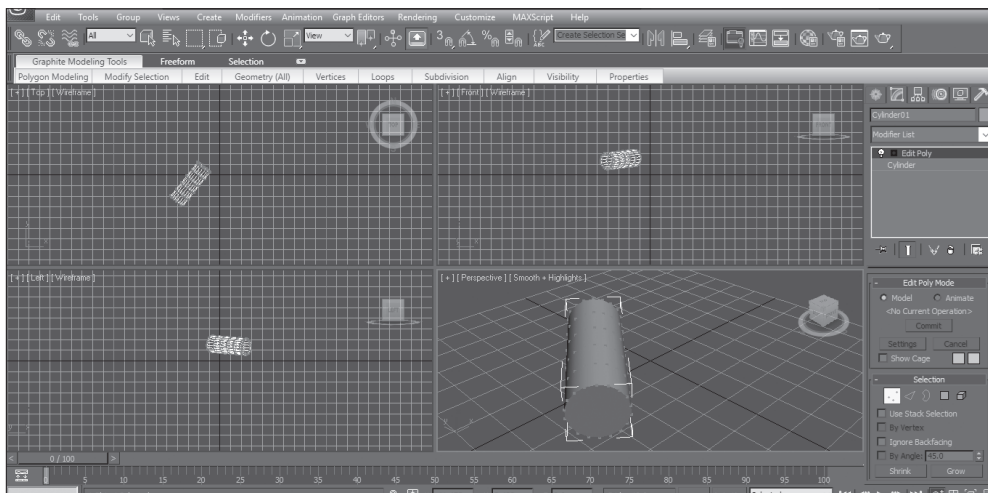 Edit Tools Group Views Create Modifiers Animation Graph Editors Rendering Customize MAXScript Help
All View 3 Create Selection Se
Graphite Modeling Tools Freeform Selection
Polygon Modeling Modify Selection Edit Geometry (All) Vertices Loops Subdivision Align Visibility Properties
[ + ] [ Top ] [ Wireframe ]
[ + ] [ Front ] [ Wireframe ]
Cylinder01
Modifier List
Edit Poly
Cylinder
[ + ] [ Left ] [ Wireframe ]
[ + ] [ Perspective ] [ Smooth + Highlights ]
Edit Poly Mode
Model Animate
<No Current Operation>
Commit
Settings Cancel
Show Cage
Selection
Use Stack Selection
By Vertex
Ignore Backfacing
By Angle: 45.0
Shrink Grow
< 0 / 100 >
5 10 15 20 25 30 35 40 45 50 55 60 65 70 75 80 85 90 95 100